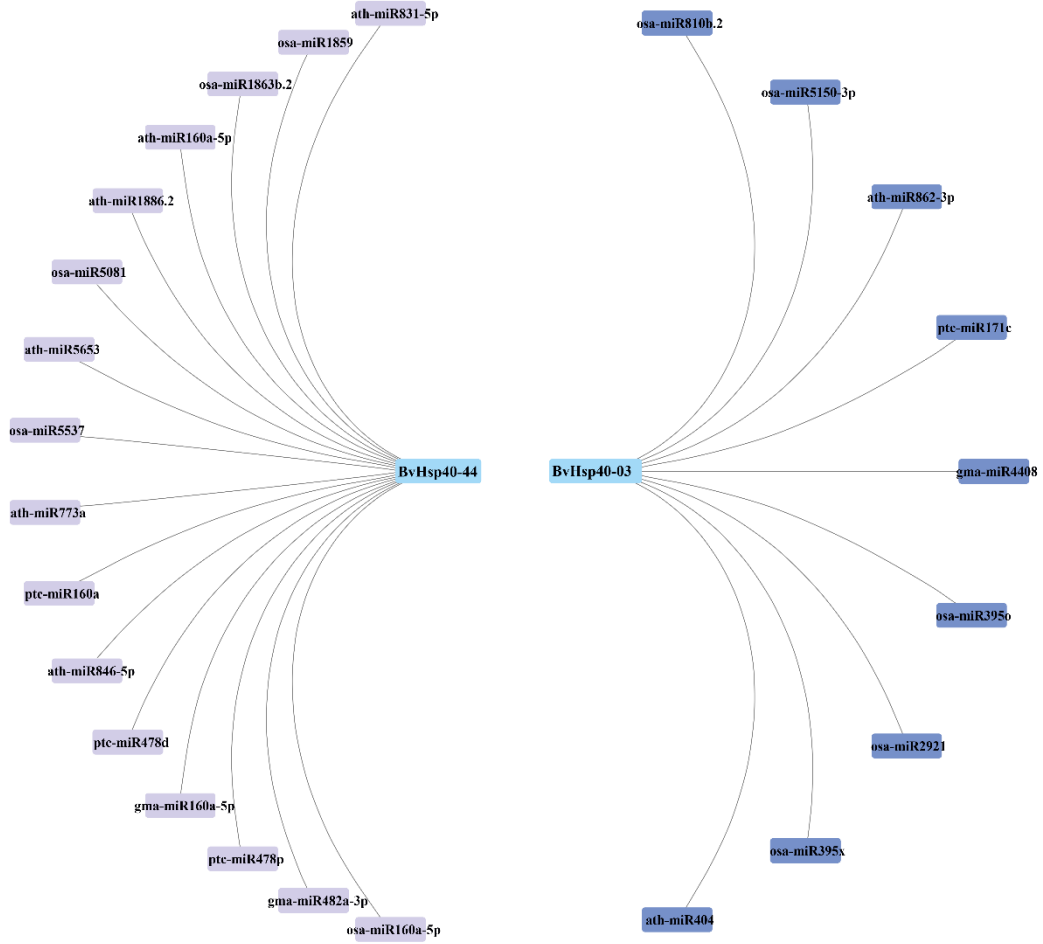 ath-miR831-5p
osa-miR1859
osa-miR1863b.2
ath-miR160a-5p
ath-miR1886.2
osa-miR5081
ath-miR5653
osa-miR5537
ath-miR773a
ptc-miR160a
ath-miR846-5p
ptc-miR478d
gma-miR160a-5p
ptc-miR478p
gma-miR482a-3p
osa-miR160a-5p
BvHsp40-44
BvHsp40-03
osa-miR810b.2
osa-miR5150-3p
ath-miR862-3p
ptc-miR171c
gma-miR4408
osa-miR395o
osa-miR2921
osa-miR395x
ath-miR404